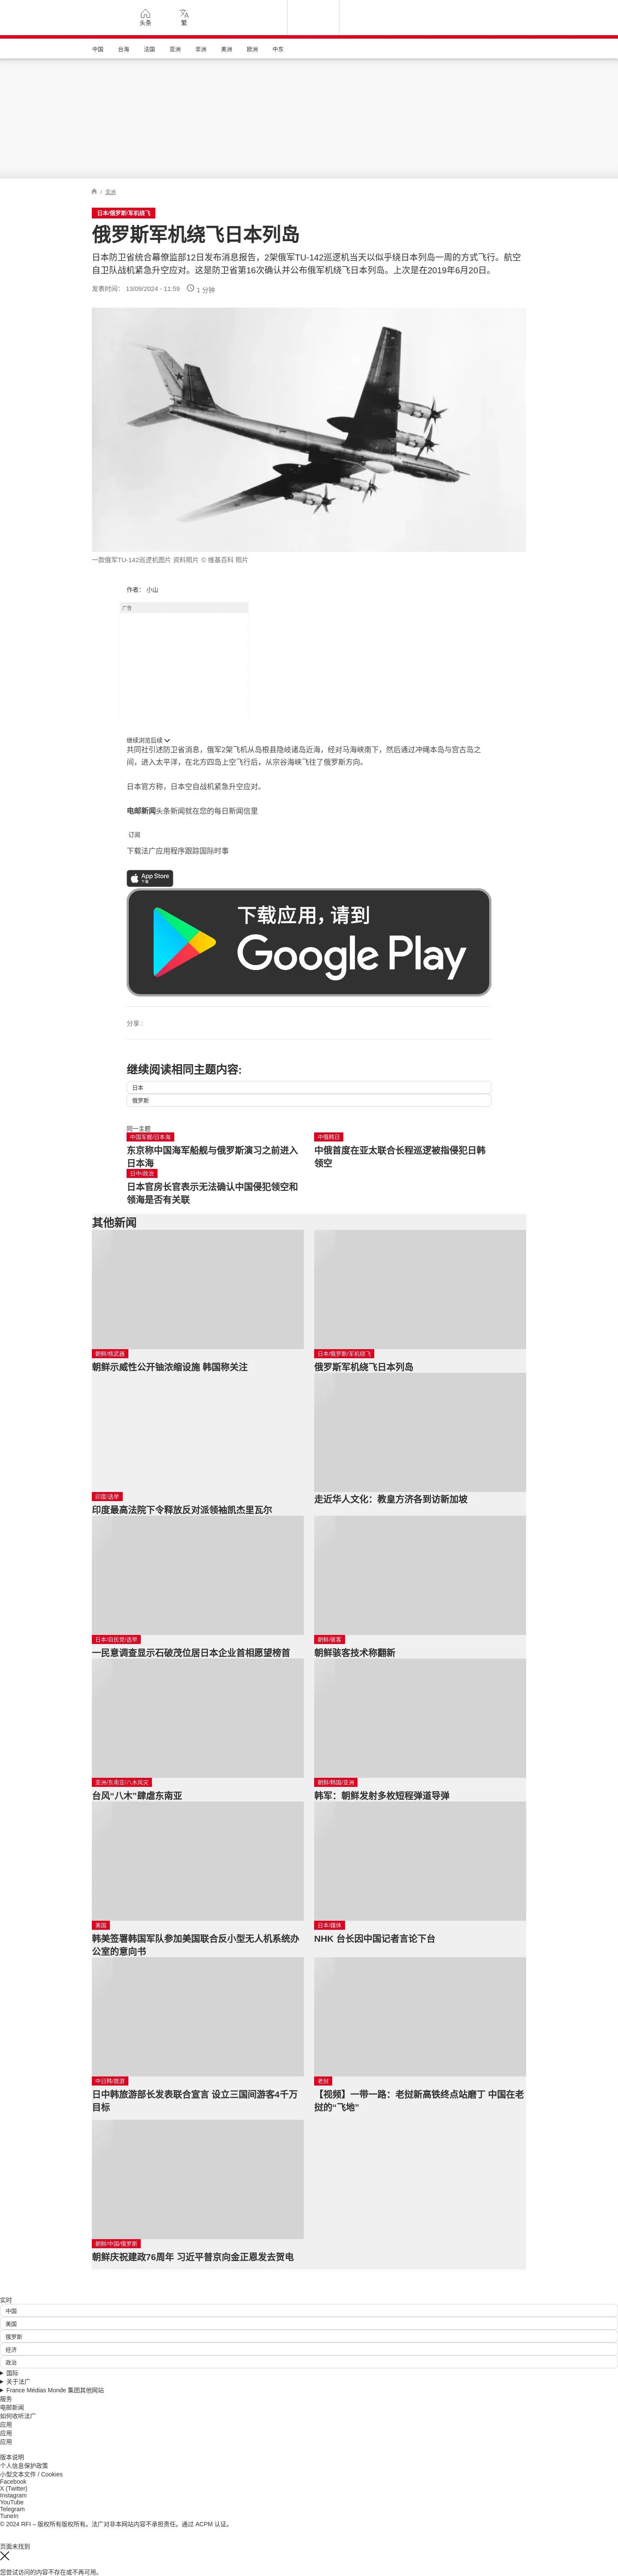 头条
繁
中国
台海
法国
亚洲
非洲
美洲
欧洲
中东
/ 亚洲
日本/俄罗斯/军机绕飞
俄罗斯军机绕飞日本列岛
日本防卫省统合幕僚监部12日发布消息报告，2架俄军TU-142巡逻机当天以似乎绕日本列岛一周的方式飞行。航空
自卫队战机紧急升空应对。这是防卫省第16次确认并公布俄军机绕飞日本列岛。上次是在2019年6月20日。
发表时间： 13/09/2024 - 11:59
1 分钟
一款俄军TU-142巡逻机图片 资料照片 © 维基百科 照片
作者： 小山
广告
继续浏览后续
共同社引述防卫省消息，俄军2架飞机从岛根县隐岐诸岛近海，经对马海峡南下，然后通过冲绳本岛与宫古岛之
间，进入太平洋，在北方四岛上空飞行后，从宗谷海峡飞往了俄罗斯方向。
日本官方称，日本空自战机紧急升空应对。
电邮新闻头条新闻就在您的每日新闻信里
订阅
下载法广应用程序跟踪国际时事
App Store
下载
下载应用，请到
Google Play
分享 :
继续阅读相同主题内容:
日本
俄罗斯
同一主题
中国军舰/日本海
东京称中国海军船舰与俄罗斯演习之前进入
日本海
中俄韩日
中俄首度在亚太联合长程巡逻被指侵犯日韩
领空
日中/政治
日本官房长官表示无法确认中国侵犯领空和
领海是否有关联
其他新闻
朝鲜/核武器
朝鲜示威性公开铀浓缩设施 韩国称关注
日本/俄罗斯/军机绕飞
俄罗斯军机绕飞日本列岛
印度/选举
印度最高法院下令释放反对派领袖凯杰里瓦尔
走近华人文化：教皇方济各到访新加坡
日本/自民党/选举
一民意调查显示石破茂位居日本企业首相愿望榜首
朝鲜/骇客
朝鲜骇客技术称翻新
亚洲/东南亚/八木风灾
台风“八木”肆虐东南亚
朝鲜/韩国/亚洲
韩军：朝鲜发射多枚短程弹道导弹
美国
韩美签署韩国军队参加美国联合反小型无人机系统办
公室的意向书
日本/媒体
NHK 台长因中国记者言论下台
中日韩/旅游
日中韩旅游部长发表联合宣言 设立三国间游客4千万
目标
老挝
【视频】一带一路：老挝新高铁终点站磨丁 中国在老
挝的“飞地”
朝鲜/中国/俄罗斯
朝鲜庆祝建政76周年 习近平普京向金正恩发去贺电
实时
中国
美国
俄罗斯
经济
政治
国际
关于法广
France Médias Monde 集团其他网站
服务
电邮新闻
如何收听法广
应用
应用
应用
版本说明
个人信息保护政策
小型文本文件 / Cookies
Facebook
X (Twitter)
Instagram
YouTube
Telegram
TuneIn
© 2024 RFI – 版权所有版权所有。法广对非本网站内容不承担责任。通过 ACPM 认证。
页面未找到
您尝试访问的内容不存在或不再可用。